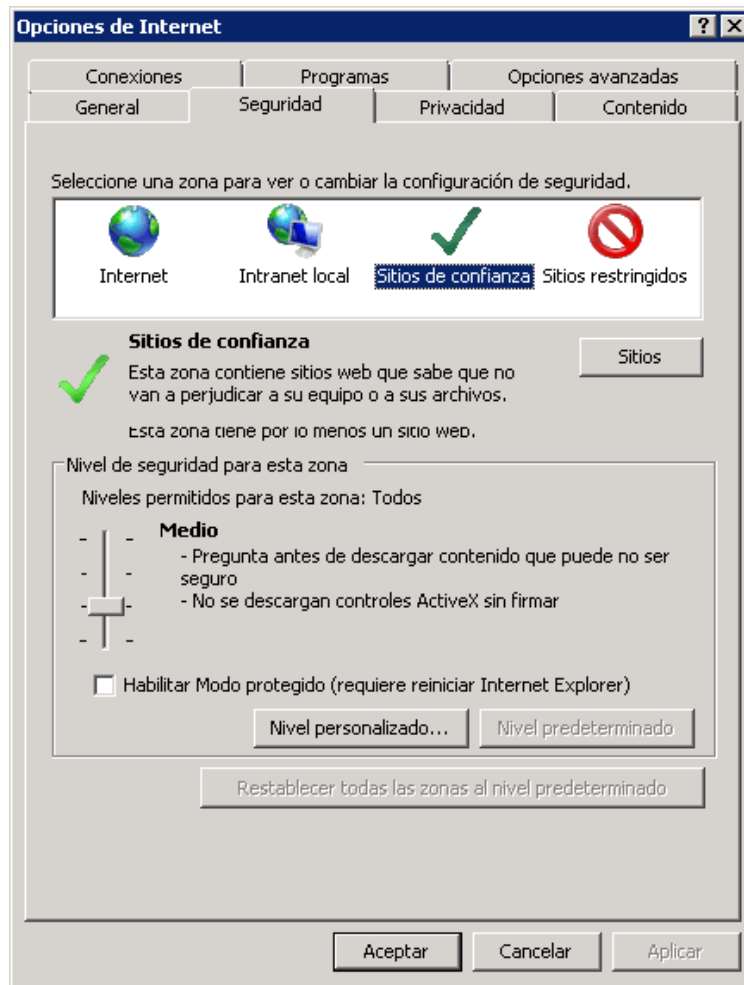 Opciones de Internet
Conexiones
Programas
Opciones avanzadas
General
Seguridad
Privacidad
Contenido
Seleccione una zona para ver o cambiar la configuración de seguridad.
Internet
Intranet local
Sitios de confianza
Sitios restringidos
Sitios de confianza
Sitios
Esta zona contiene sitios web que sabe que no
van a perjudicar a su equipo o a sus archivos.
Esta zona tiene por lo menos un sitio web.
Nivel de seguridad para esta zona
Niveles permitidos para esta zona: Todos
Medio
- Pregunta antes de descargar contenido que puede no ser
seguro
- No se descargan controles ActiveX sin firmar
Habilitar Modo protegido (requiere reiniciar Internet Explorer)
Nivel personalizado...
Nivel predeterminado
Restablecer todas las zonas al nivel predeterminado
Aceptar
Cancelar
Aplicar